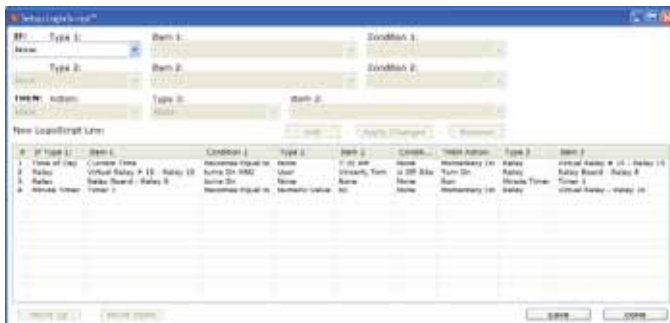 Setup LogicScript™
IF: Type 1: Item 1: Condition 1:
None
Type 2: Item 2: Condition 2:
THEN: Action: Type 3: Item 3:
New LogicScript Line: Add Apply Changes Remove
# IF Type 1: Item 1 Condition 1 Type 2 Item 2 Condit... THEN Action Type 3 Item 3
1 Time of Day Current Time Becomes Equal to None AM None Momentary On Relay Virtual Relay # 15 - Relay 15
2 Relay Virtual Relay # 15 - Relay 15 turns On AND User Vincent, Tom is Off Site Turn On Relay Relay Board - Relay 8
3 Relay Relay Board - Relay 8 turns On None None None Run Minute Timer Timer 1
4 Minute Timer Timer 1 Becomes Equal to Numeric Value None Momentary On Relay Virtual Relay - Relay 16
Move Up Move Down Save Done